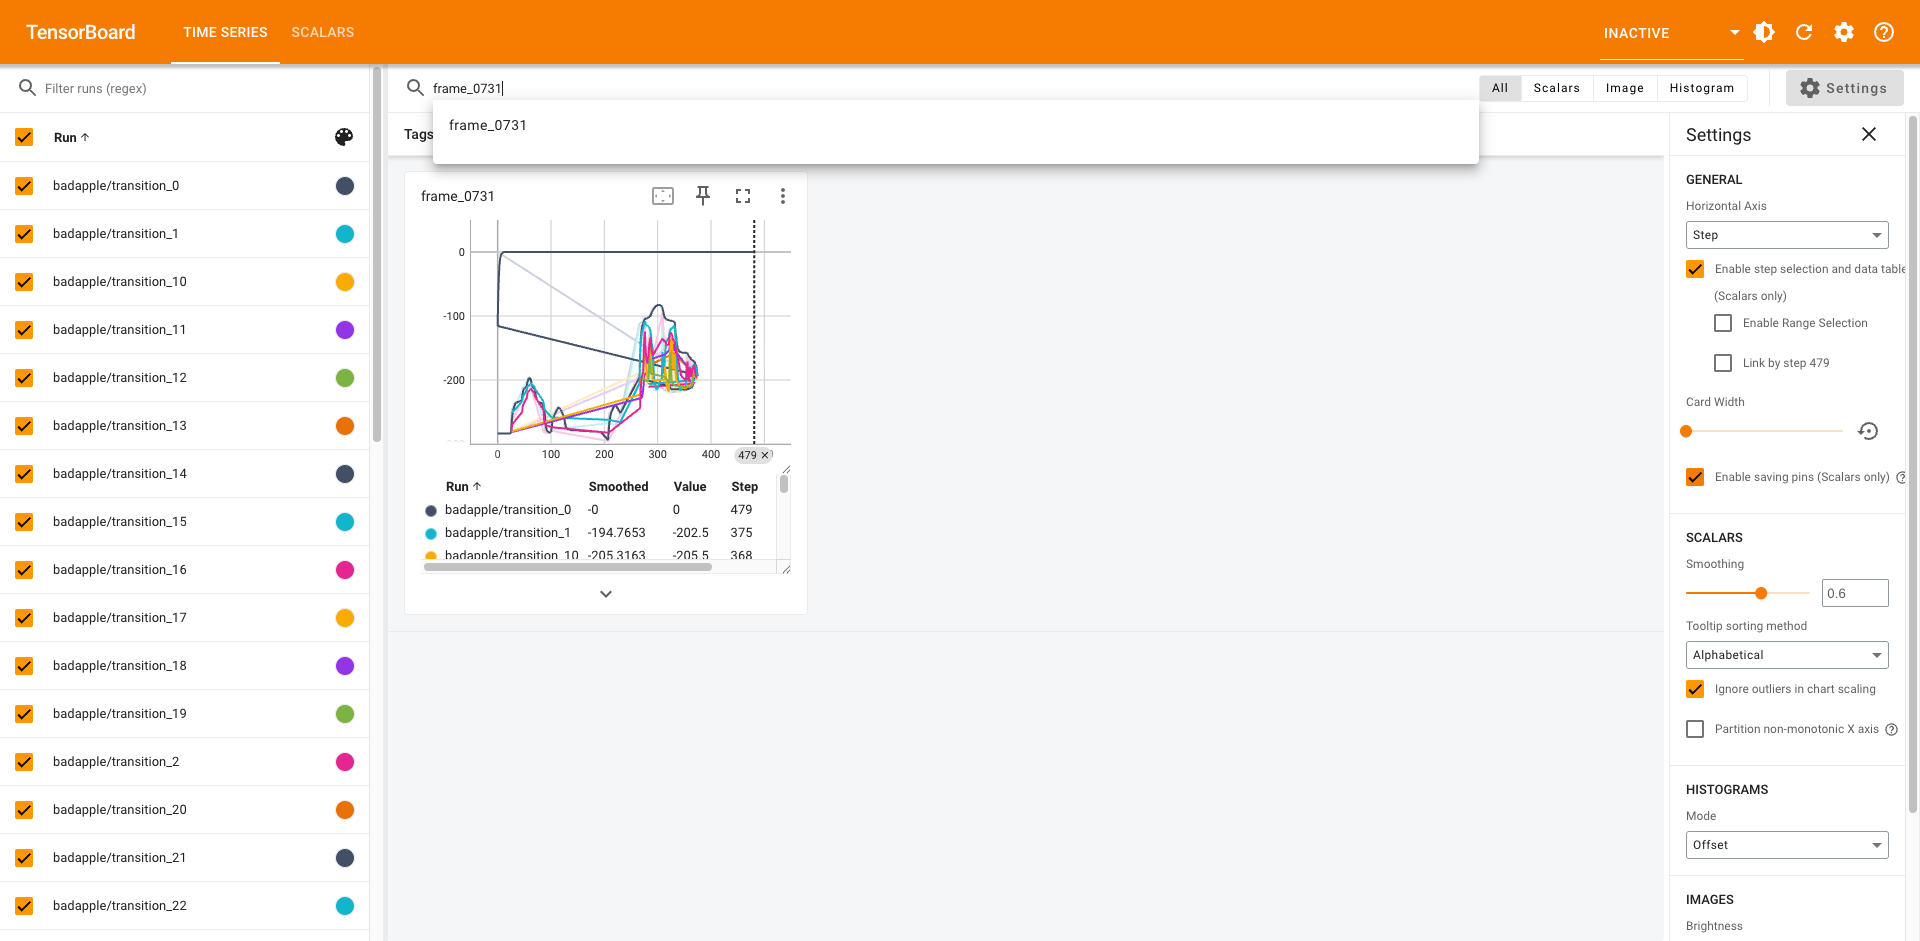 TensorBoard
TIME SERIES
SCALARS
INACTIVE
Filter runs (regex)
frame_0731
All
Scalars
Image
Histogram
Settings
frame_0731
Tags
Run
badapple/transition_0
badapple/transition_1
badapple/transition_10
badapple/transition_11
badapple/transition_12
badapple/transition_13
badapple/transition_14
badapple/transition_15
badapple/transition_16
badapple/transition_17
badapple/transition_18
badapple/transition_19
badapple/transition_2
badapple/transition_20
badapple/transition_21
badapple/transition_22
frame_0731
0
-100
-200
0 100 200 300 400 479
Run Smoothed Value Step
badapple/transition_0 -0 0 479
badapple/transition_1 -194.7653 -202.5 375
badapple/transition_10 -205.3163 -205.5 368
Settings
GENERAL
Horizontal Axis
Step
Enable step selection and data table
(Scalars only)
Enable Range Selection
Link by step 479
Card Width
Enable saving pins (Scalars only)
SCALARS
Smoothing
0.6
Tooltip sorting method
Alphabetical
Ignore outliers in chart scaling
Partition non-monotonic X axis
HISTOGRAMS
Mode
Offset
IMAGES
Brightness